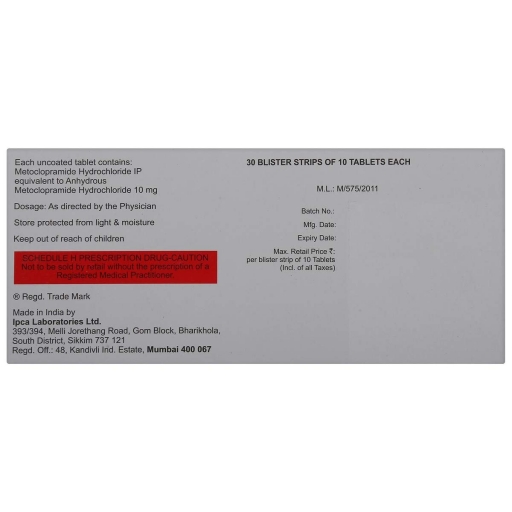 Each uncoated tablet contains:
Metoclopramide Hydrochloride IP
equivalent to Anhydrous
Metoclopramide Hydrochloride 10 mg
Dosage: As directed by the Physician
Store protected from light & moisture
Keep out of reach of children
SCHEDULE H PRESCRIPTION DRUG-CAUTION
Not to be sold by retail without the prescription of a
Registered Medical Practitioner.
® Regd. Trade Mark
Made in India by
Ipca Laboratories Ltd.
393/394, Melli Jorethang Road, Gom Block, Bharikhola,
South District, Sikkim 737 121
Regd. Off.: 48, Kandivli Ind. Estate, Mumbai 400 067
30 BLISTER STRIPS OF 10 TABLETS EACH
M.L.: M/575/2011
Batch No.:
Mfg. Date:
Expiry Date:
Max. Retail Price ₹:
per blister strip of 10 Tablets
(Incl. of all Taxes)